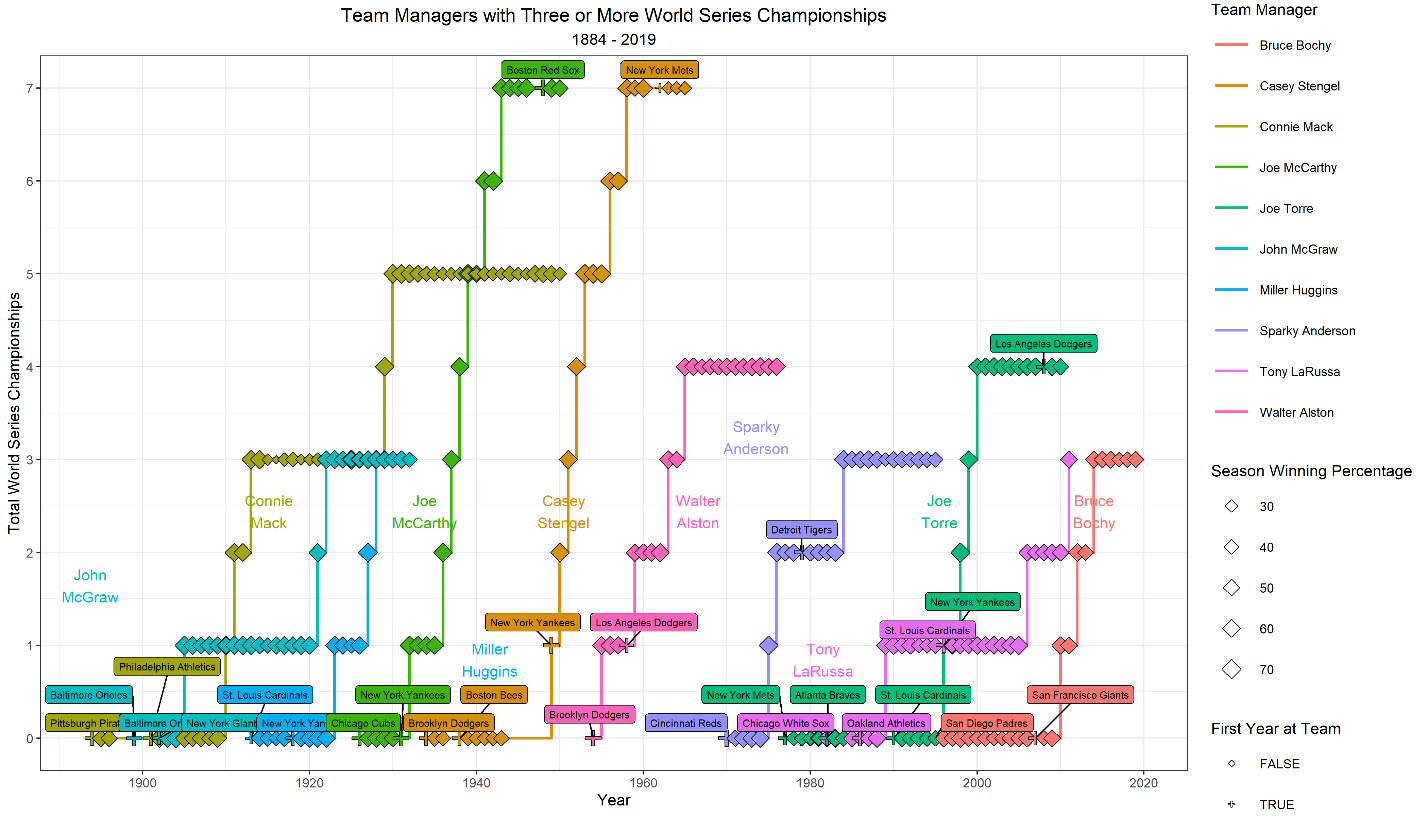 Team Managers with Three or More World Series Championships
1884 - 2019
Total World Series Championships
7
6
5
4
3
2
1
0
Boston Red Sox
New York Mets
Los Angeles Dodgers
Sparky
Anderson
Connie
Mack
Joe
McCarthy
Casey
Stengel
Walter
Alston
Joe
Torre
Bruce
Bochy
Detroit Tigers
John
McGraw
New York Yankees
New York Yankees
Los Angeles Dodgers
St. Louis Cardinals
Miller
Huggins
Tony
LaRussa
Philadelphia Athletics
Baltimore Orioles
St. Louis Cardinals
New York Yankees
Boston Bees
New York Mets
Atlanta Braves
St. Louis Cardinals
San Francisco Giants
Brooklyn Dodgers
Pittsburgh Pirat
Baltimore Or
New York Giant
New York Yan
Chicago Cubs
Brooklyn Dodgers
Cincinnati Reds
Chicago White Sox
Oakland Athletics
San Diego Padres
1900
1920
1940
1960
1980
2000
2020
Year
Team Manager
Bruce Bochy
Casey Stengel
Connie Mack
Joe McCarthy
Joe Torre
John McGraw
Miller Huggins
Sparky Anderson
Tony LaRussa
Walter Alston
Season Winning Percentage
30
40
50
60
70
First Year at Team
FALSE
TRUE